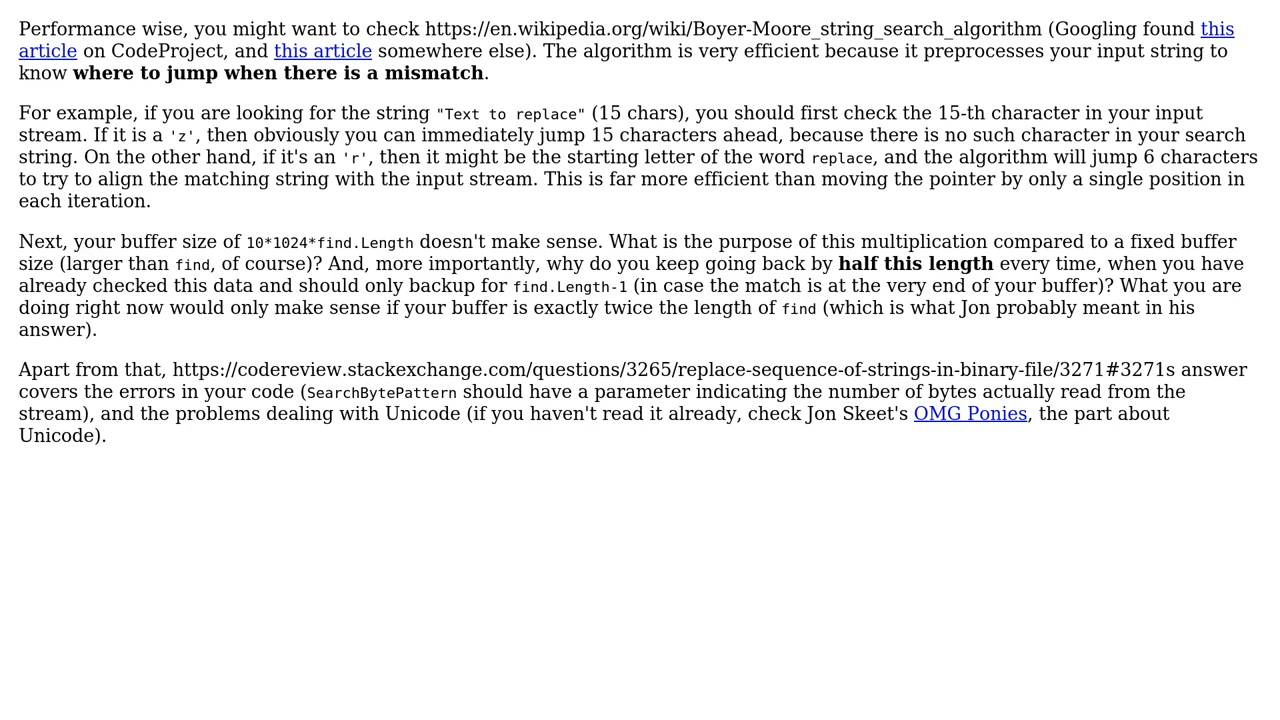 Performance wise, you might want to check https://en.wikipedia.org/wiki/Boyer-Moore_string_search_algorithm (Googling found this
article on CodeProject, and this article somewhere else). The algorithm is very efficient because it preprocesses your input string to
know where to jump when there is a mismatch.
For example, if you are looking for the string "Text to replace" (15 chars), you should first check the 15-th character in your input
stream. If it is a 'z', then obviously you can immediately jump 15 characters ahead, because there is no such character in your search
string. On the other hand, if it's an 'r', then it might be the starting letter of the word replace, and the algorithm will jump 6 characters
to try to align the matching string with the input stream. This is far more efficient than moving the pointer by only a single position in
each iteration.
Next, your buffer size of 10*1024*find.Length doesn't make sense. What is the purpose of this multiplication compared to a fixed buffer
size (larger than find, of course)? And, more importantly, why do you keep going back by half this length every time, when you have
already checked this data and should only backup for find.Length-1 (in case the match is at the very end of your buffer)? What you are
doing right now would only make sense if your buffer is exactly twice the length of find (which is what Jon probably meant in his
answer).
Apart from that, https://codereview.stackexchange.com/questions/3265/replace-sequence-of-strings-in-binary-file/3271#3271s answer
covers the errors in your code (SearchBytePattern should have a parameter indicating the number of bytes actually read from the
stream), and the problems dealing with Unicode (if you haven't read it already, check Jon Skeet's OMG Ponies, the part about
Unicode).